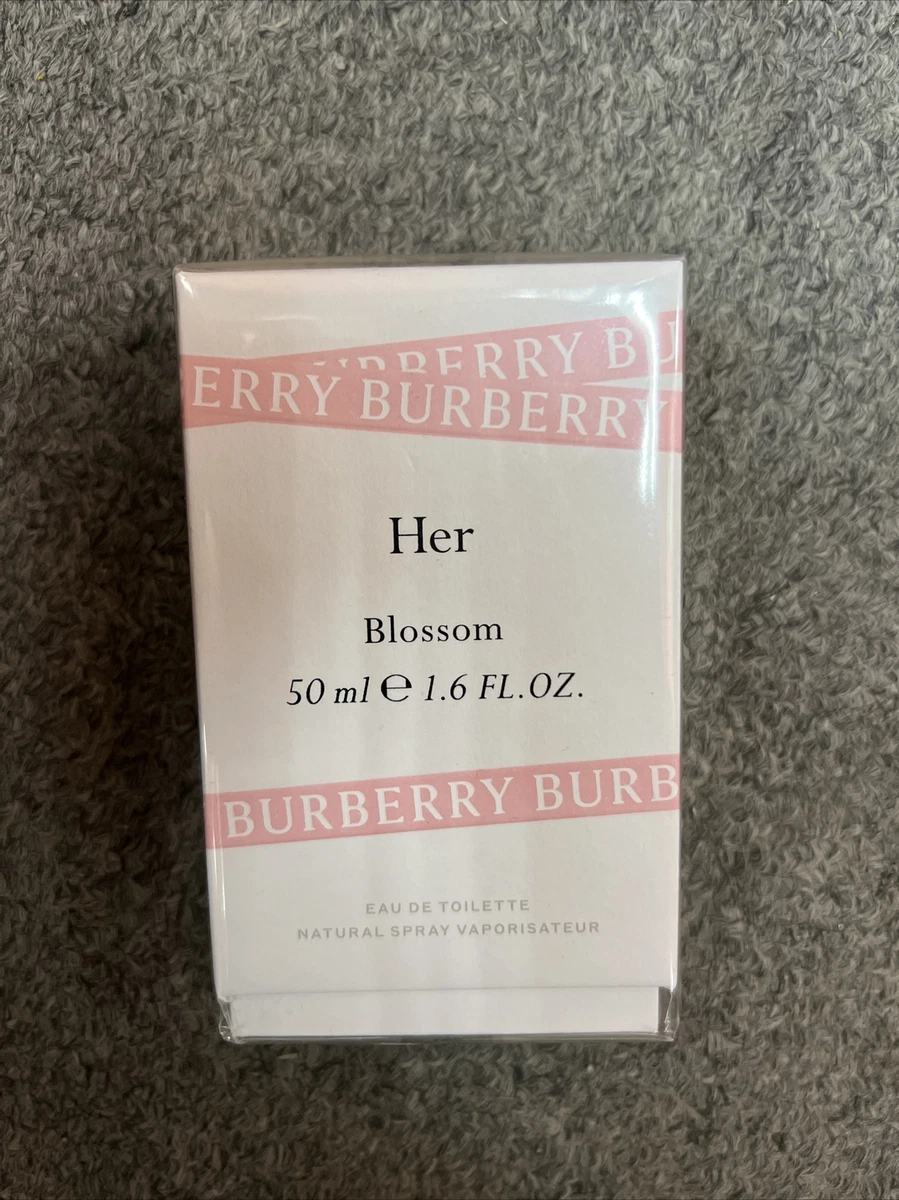 BERRY BU
ERRY BURBERRY
Her
Blossom
50 ml ℮ 1.6 FL.OZ.
BURBERRY BURB
EAU DE TOILETTE
NATURAL SPRAY VAPORISATEUR